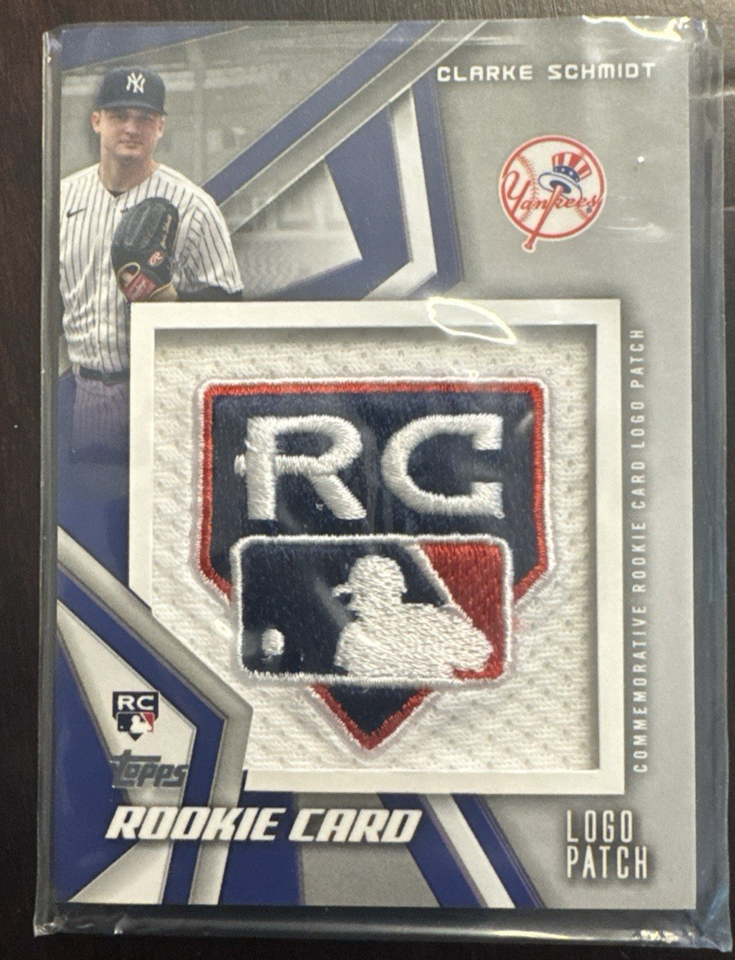 CLARKE SCHMIDT
NY
Yankees
RC
COMMEMORATIVE ROOKIE CARD LOGO PATCH
RC
Topps
ROOKIE CARD
LOGO
PATCH